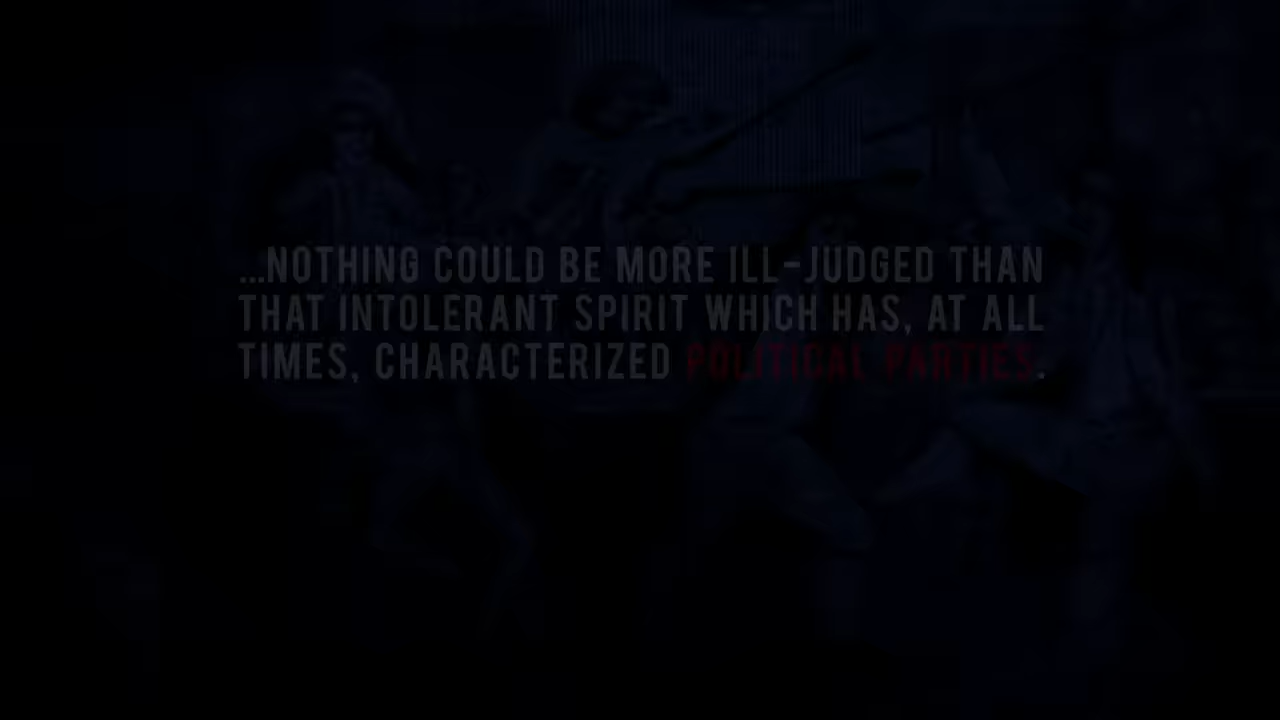 ...NOTHING COULD BE MORE ILL-JUDGED THAN
THAT INTOLERANT SPIRIT WHICH HAS, AT ALL
TIMES, CHARACTERIZED POLITICAL PARTIES.